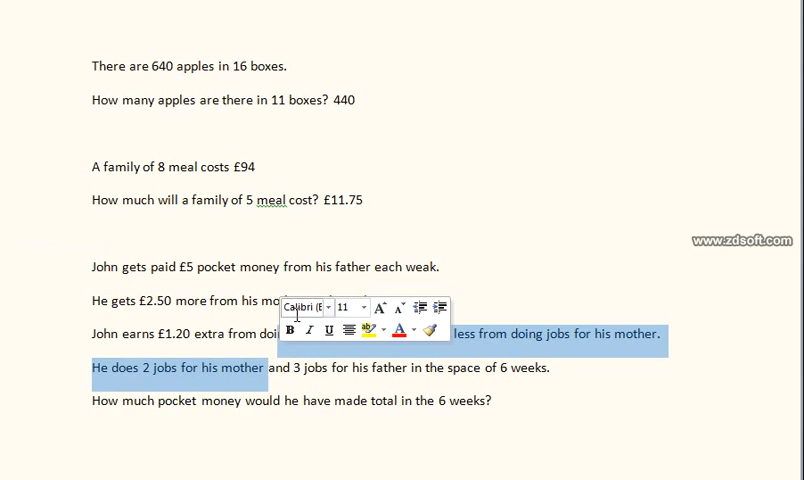 There are 640 apples in 16 boxes.
How many apples are there in 11 boxes? 440
A family of 8 meal costs £94
How much will a family of 5 meal cost? £11.75
www.zdsoft.com
John gets paid £5 pocket money from his father each weak.
He gets £2.50 more from his mo
Calibri (E 11
John earns £1.20 extra from doi less from doing jobs for his mother.
He does 2 jobs for his mother and 3 jobs for his father in the space of 6 weeks.
How much pocket money would he have made total in the 6 weeks?